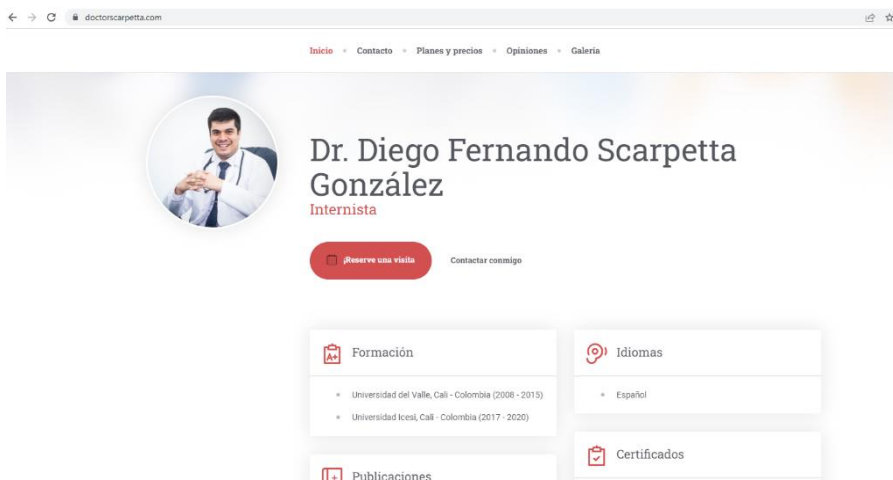 doctorscarpetta.com
Inicio • Contacto • Planes y precios • Opiniones • Galería
Dr. Diego Fernando Scarpetta
González
Internista
¡Reserve una visita
Contactar conmigo
A+
Formación
Universidad del Valle, Cali - Colombia (2008 - 2015)
Universidad Icesi, Cali - Colombia (2017 - 2020)
Idiomas
Español
Publicaciones
Certificados